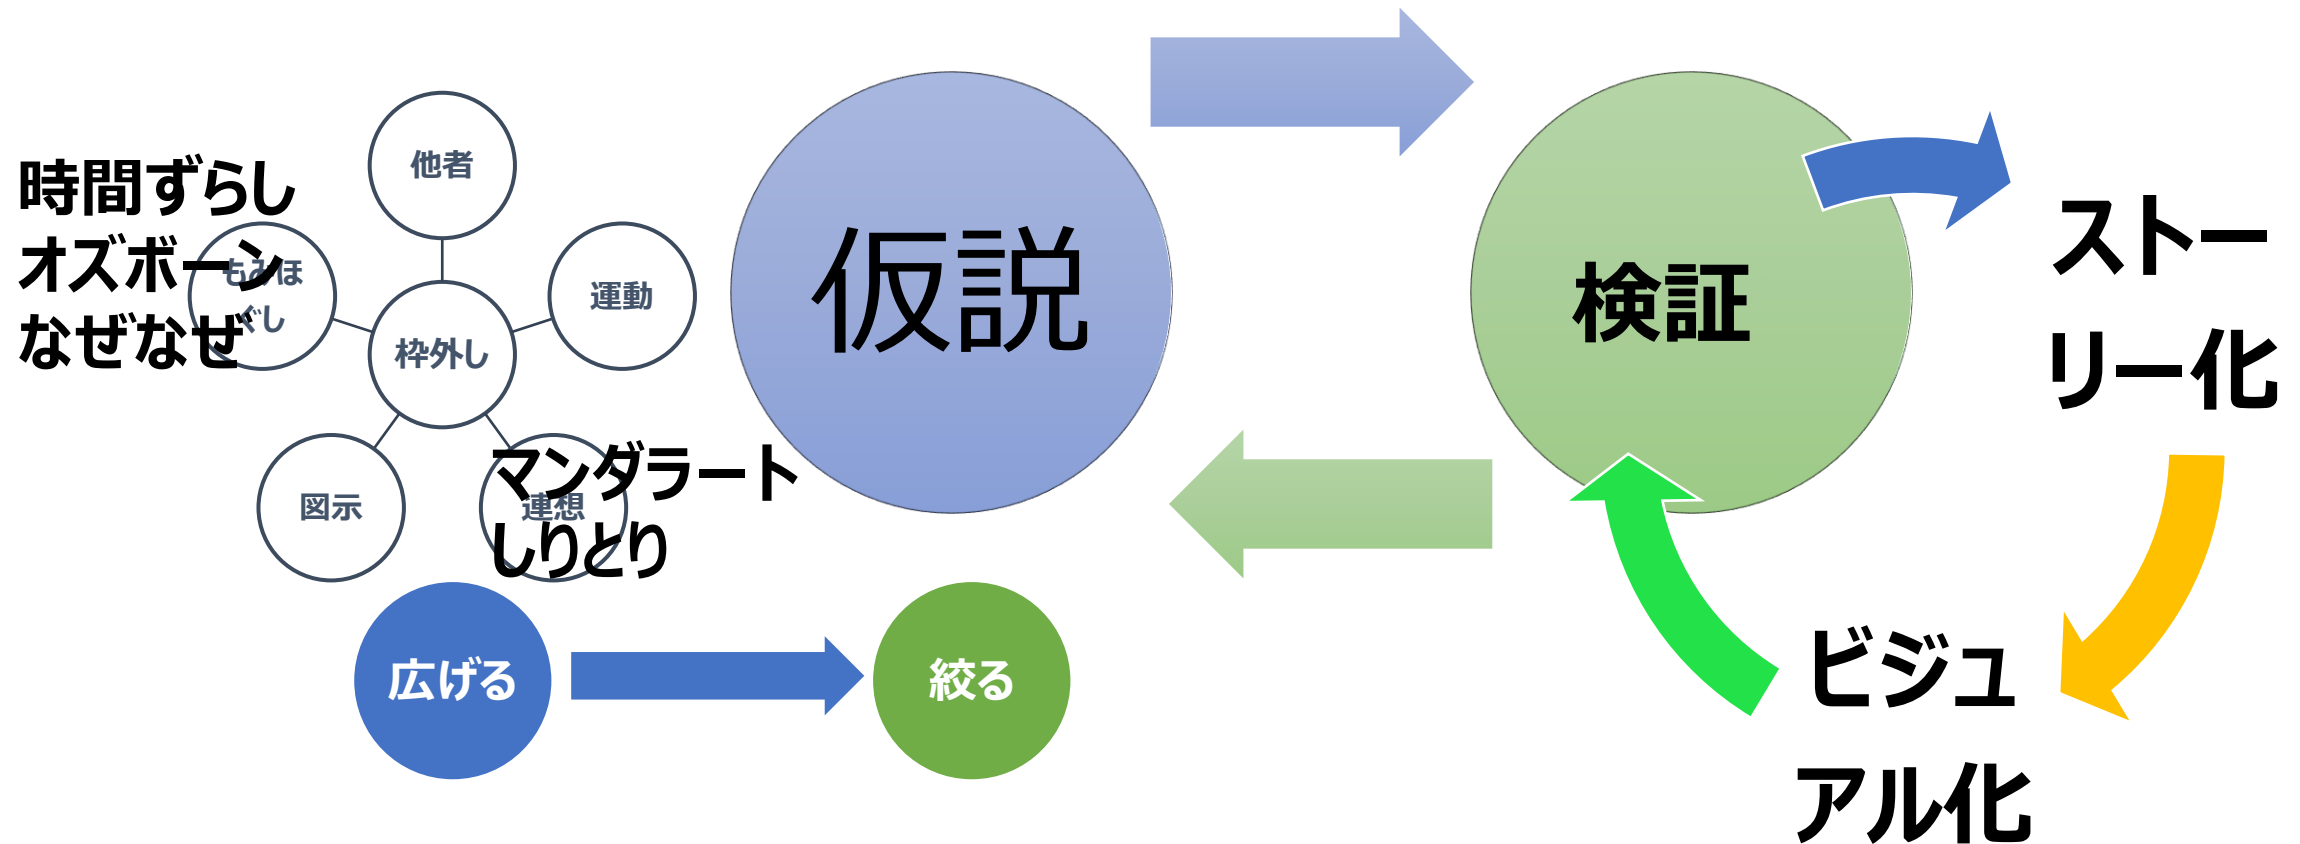 他者
時間ずらし
オズボーン
なぜなぜ
もみほ
ぐし
運動
枠外し
図示
連想
マンダラート
しりとり
広げる
絞る
仮説
検証
ストー
リー化
ビジュ
アル化